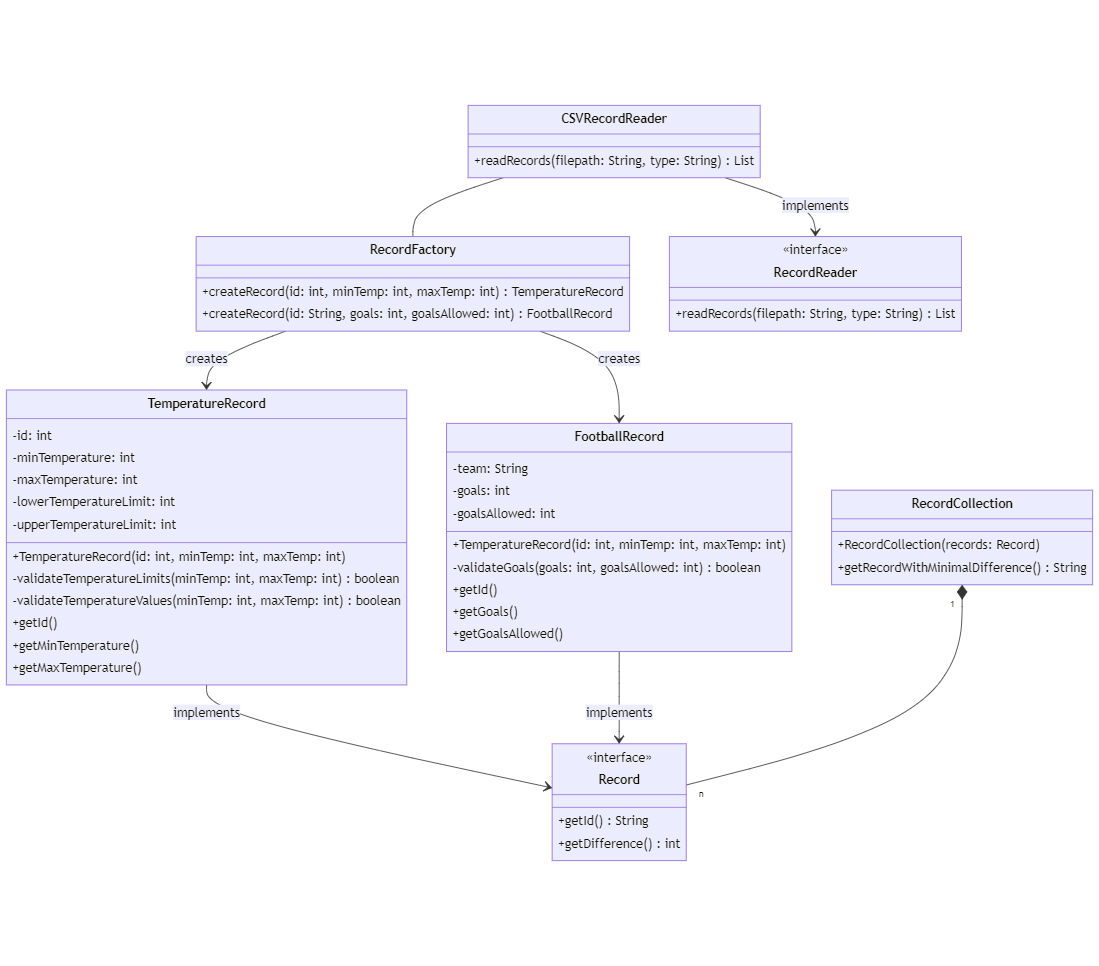 CSVRecordReader
+readRecords(filepath: String, type: String) : List
implements
RecordFactory
+createRecord(id: int, minTemp: int, maxTemp: int) : TemperatureRecord
+createRecord(id: String, goals: int, goalsAllowed: int) : FootballRecord
«interface»
RecordReader
+readRecords(filepath: String, type: String) : List
creates
creates
TemperatureRecord
-id: int
-minTemperature: int
-maxTemperature: int
-lowerTemperatureLimit: int
-upperTemperatureLimit: int
+TemperatureRecord(id: int, minTemp: int, maxTemp: int)
-validateTemperatureLimits(minTemp: int, maxTemp: int) : boolean
-validateTemperatureValues(minTemp: int, maxTemp: int) : boolean
+getId()
+getMinTemperature()
+getMaxTemperature()
FootballRecord
-team: String
-goals: int
-goalsAllowed: int
+TemperatureRecord(id: int, minTemp: int, maxTemp: int)
-validateGoals(goals: int, goalsAllowed: int) : boolean
+getId()
+getGoals()
+getGoalsAllowed()
RecordCollection
+RecordCollection(records: Record)
+getRecordWithMinimalDifference() : String
1
implements
implements
«interface»
Record
+getId() : String
+getDifference() : int
n